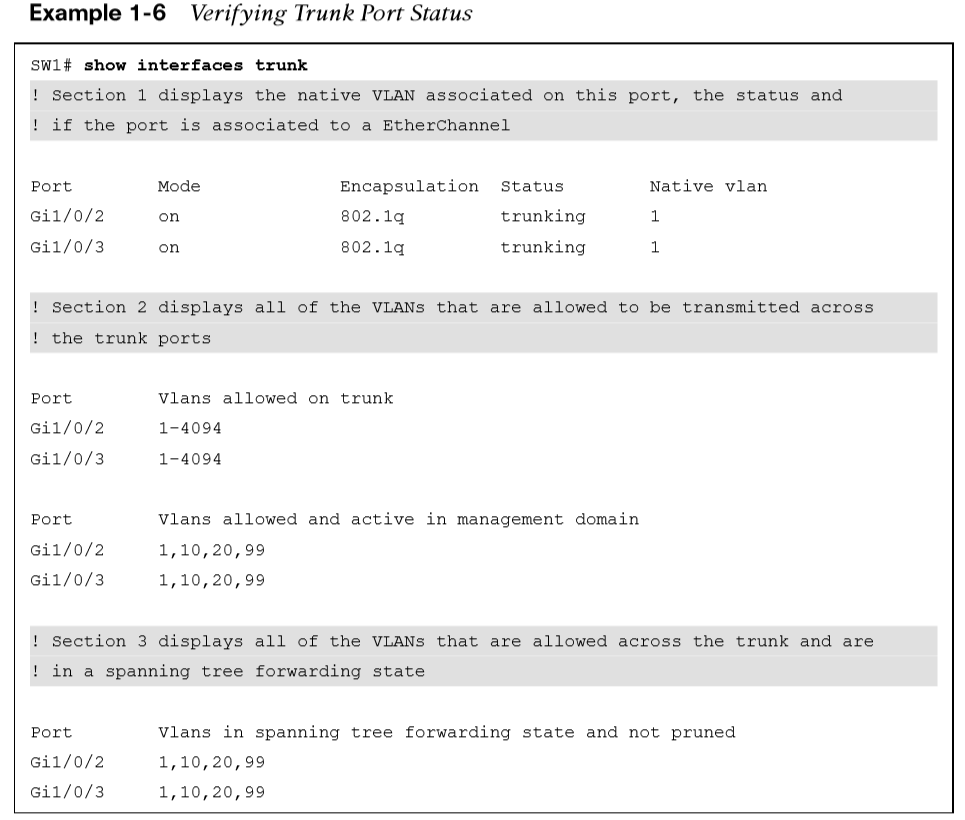 Example 1-6 Verifying Trunk Port Status
SW1# show interfaces trunk
! Section 1 displays the native VLAN associated on this port, the status and
! if the port is associated to a EtherChannel
Port Mode Encapsulation Status Native vlan
Gi1/0/2 on 802.1q trunking 1
Gi1/0/3 on 802.1q trunking 1
! Section 2 displays all of the VLANs that are allowed to be transmitted across
! the trunk ports
Port Vlans allowed on trunk
Gi1/0/2 1-4094
Gi1/0/3 1-4094
Port Vlans allowed and active in management domain
Gi1/0/2 1,10,20,99
Gi1/0/3 1,10,20,99
! Section 3 displays all of the VLANs that are allowed across the trunk and are
! in a spanning tree forwarding state
Port Vlans in spanning tree forwarding state and not pruned
Gi1/0/2 1,10,20,99
Gi1/0/3 1,10,20,99